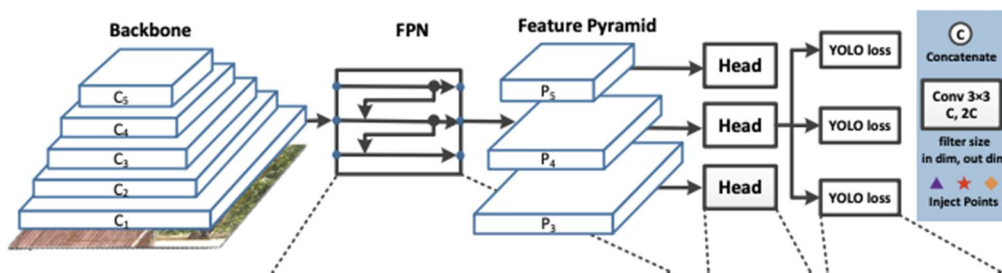 Backbone
FPN
Feature Pyramid
C₅
C₄
C₃
C₂
C₁
P₅
P₄
P₃
Head
Head
Head
YOLO loss
YOLO loss
YOLO loss
C
Concatenate
Conv 3×3
C, 2C
filter size
in dim, out dim
Inject Points